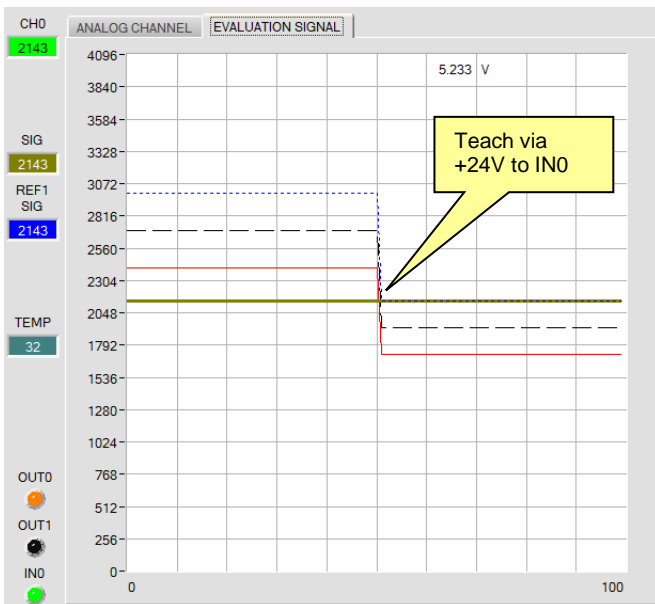 CH0
2143
SIG
2143
REF1
SIG
2143
TEMP
32
OUT0
OUT1
IN0
ANALOG CHANNEL
EVALUATION SIGNAL
5.233 V
Teach via
+24V to IN0
4096
3840
3584
3328
3072
2816
2560
2304
2048
1792
1536
1280
1024
768
512
256
0
0
100